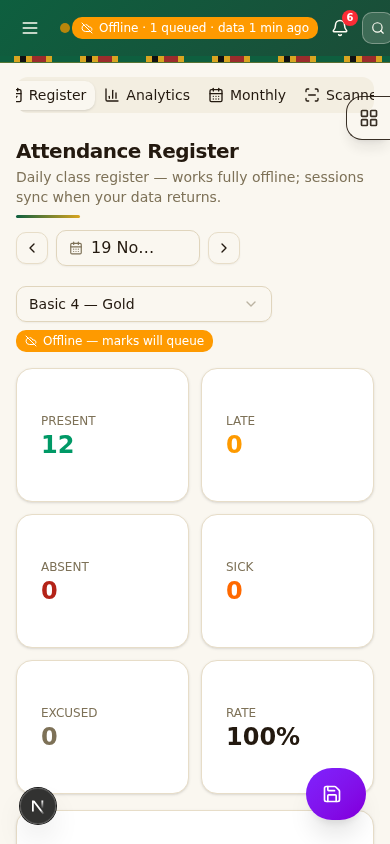 Offline · 1 queued · data 1 min ago
6
Register
Analytics
Monthly
Scanne
Attendance Register
Daily class register — works fully offline; sessions
sync when your data returns.
19 No…
Basic 4 — Gold
Offline — marks will queue
PRESENT
12
LATE
0
ABSENT
0
SICK
0
EXCUSED
0
RATE
100%
N